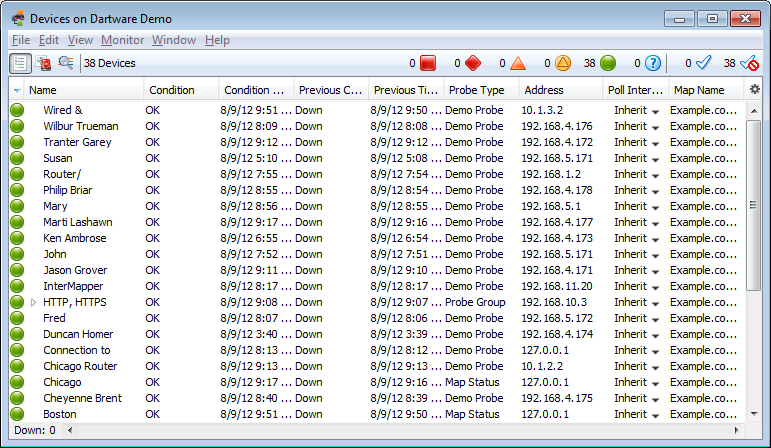 Devices on Dartware Demo
File Edit View Monitor Window Help
38 Devices 0 0 0 0 38 0 ? 0 38
Name Condition Condition ... Previous C... Previous Ti... Probe Type Address Poll Inter... Map Name
Wired & OK 8/9/12 9:51 ... Down 8/9/12 9:50 ... Demo Probe 10.1.3.2 Inherit Example.co...
Wilbur Trueman OK 8/9/12 8:09 ... Down 8/9/12 8:08 ... Demo Probe 192.168.4.176 Inherit Example.co...
Tranter Garey OK 8/9/12 9:12 ... Down 8/9/12 9:12 ... Demo Probe 192.168.4.172 Inherit Example.co...
Susan OK 8/9/12 5:10 ... Down 8/9/12 5:08 ... Demo Probe 192.168.5.171 Inherit Example.co...
Router/ OK 8/9/12 7:55 ... Down 8/9/12 7:54 ... Demo Probe 192.168.1.2 Inherit Example.co...
Philip Briar OK 8/9/12 8:55 ... Down 8/9/12 8:54 ... Demo Probe 192.168.4.178 Inherit Example.co...
Mary OK 8/9/12 8:56 ... Down 8/9/12 8:55 ... Demo Probe 192.168.5.1 Inherit Example.co...
Marti Lashawn OK 8/9/12 9:17 ... Down 8/9/12 9:16 ... Demo Probe 192.168.4.177 Inherit Example.co...
Ken Ambrose OK 8/9/12 6:55 ... Down 8/9/12 6:54 ... Demo Probe 192.168.4.173 Inherit Example.co...
John OK 8/9/12 7:52 ... Down 8/9/12 7:51 ... Demo Probe 192.168.5.171 Inherit Example.co...
Jason Grover OK 8/9/12 9:11 ... Down 8/9/12 9:10 ... Demo Probe 192.168.4.171 Inherit Example.co...
InterMapper OK 8/9/12 8:17 ... Down 8/9/12 8:17 ... Demo Probe 192.168.11.20 Inherit Example.co...
HTTP, HTTPS OK 8/9/12 9:08 ... Down 8/9/12 9:07 ... Probe Group 192.168.10.3 Inherit Example.co...
Fred OK 8/9/12 8:07 ... Down 8/9/12 8:06 ... Demo Probe 192.168.5.172 Inherit Example.co...
Duncan Homer OK 8/9/12 3:40 ... Down 8/9/12 3:39 ... Demo Probe 192.168.4.174 Inherit Example.co...
Connection to OK 8/9/12 8:13 ... Down 8/9/12 8:12 ... Demo Probe 127.0.0.1 Inherit Example.co...
Chicago Router OK 8/9/12 9:13 ... Down 8/9/12 9:13 ... Demo Probe 10.1.2.2 Inherit Example.co...
Chicago OK 8/9/12 9:17 ... Down 8/9/12 9:16 ... Map Status 127.0.0.1 Inherit Example.co...
Cheyenne Brent OK 8/9/12 8:40 ... Down 8/9/12 8:39 ... Demo Probe 192.168.4.175 Inherit Example.co...
Boston OK 8/9/12 9:51 ... Down 8/9/12 9:50 ... Map Status 127.0.0.1 Inherit Example.co...
Down: 0